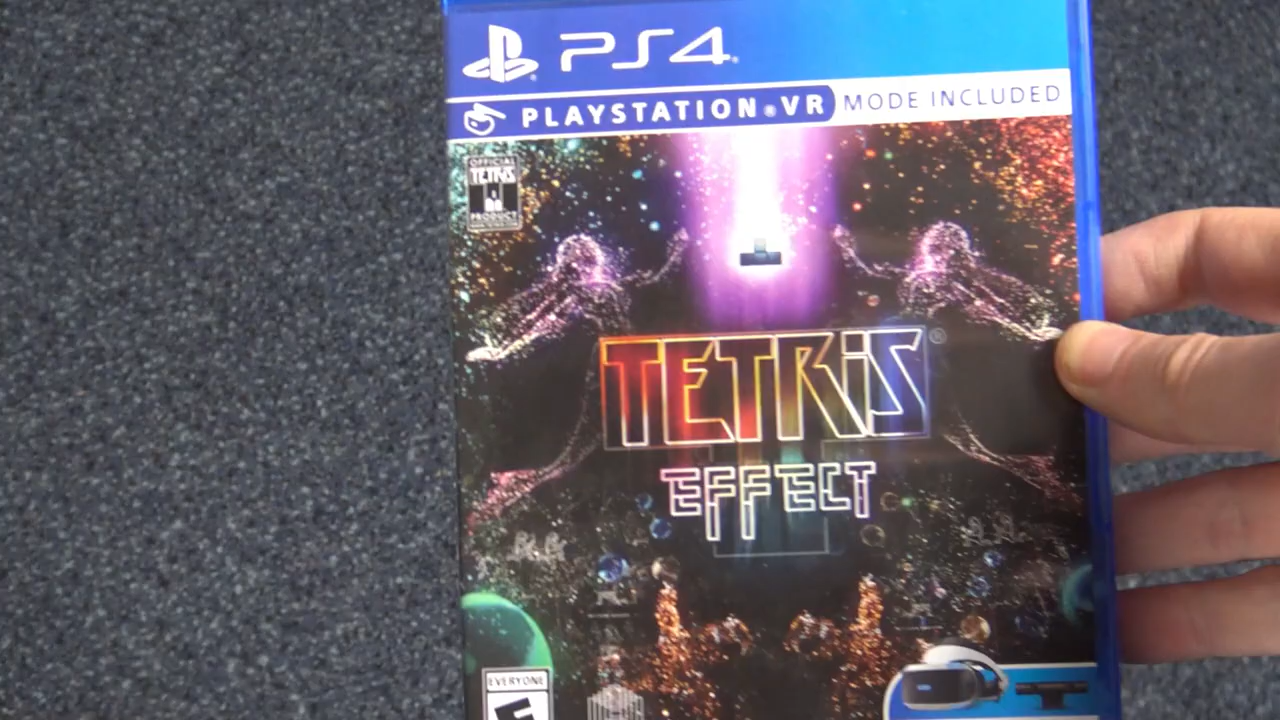 PS4
PLAYSTATION®VR MODE INCLUDED
OFFICIAL
TETRIS
PRODUCT
TETRIS®
EFFECT
EVERYONE
E